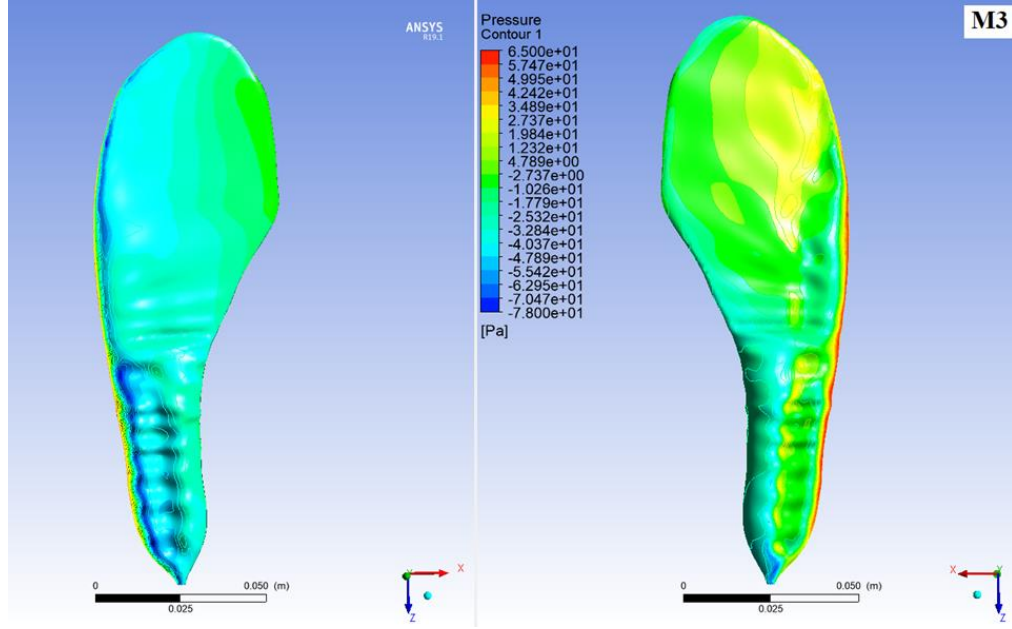 ANSYS
R19.1
X
Z
0
0.050 (m)
0.025
Pressure
Contour 1
6.500e+01
5.747e+01
4.995e+01
4.242e+01
3.489e+01
2.737e+01
1.984e+01
1.232e+01
4.789e+00
-2.737e+00
-1.026e+01
-1.779e+01
-2.532e+01
-3.284e+01
-4.037e+01
-4.789e+01
-5.542e+01
-6.295e+01
-7.047e+01
-7.800e+01
[Pa]
M3
X
Y
Z
0
0.050 (m)
0.025